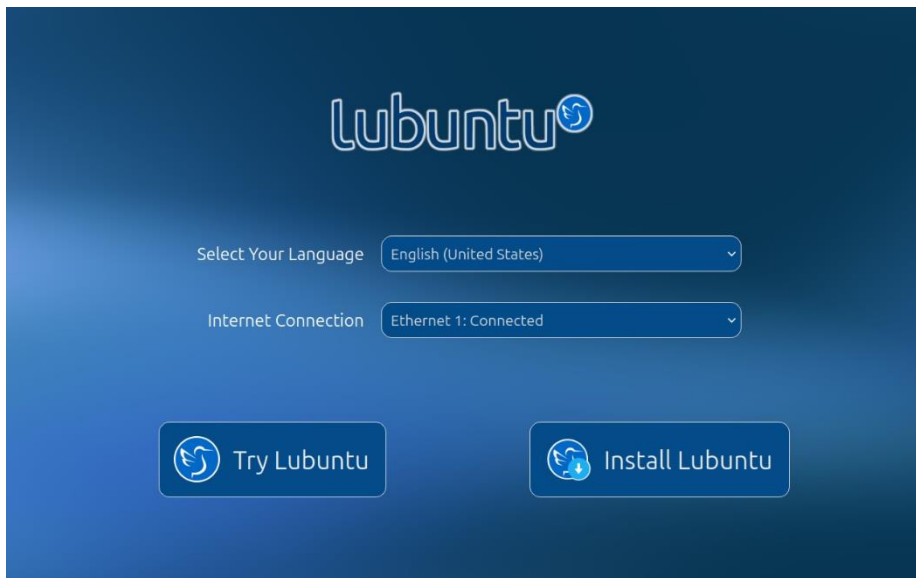 lubuntu
Select Your Language English (United States)
Internet Connection Ethernet 1: Connected
Try Lubuntu Install Lubuntu